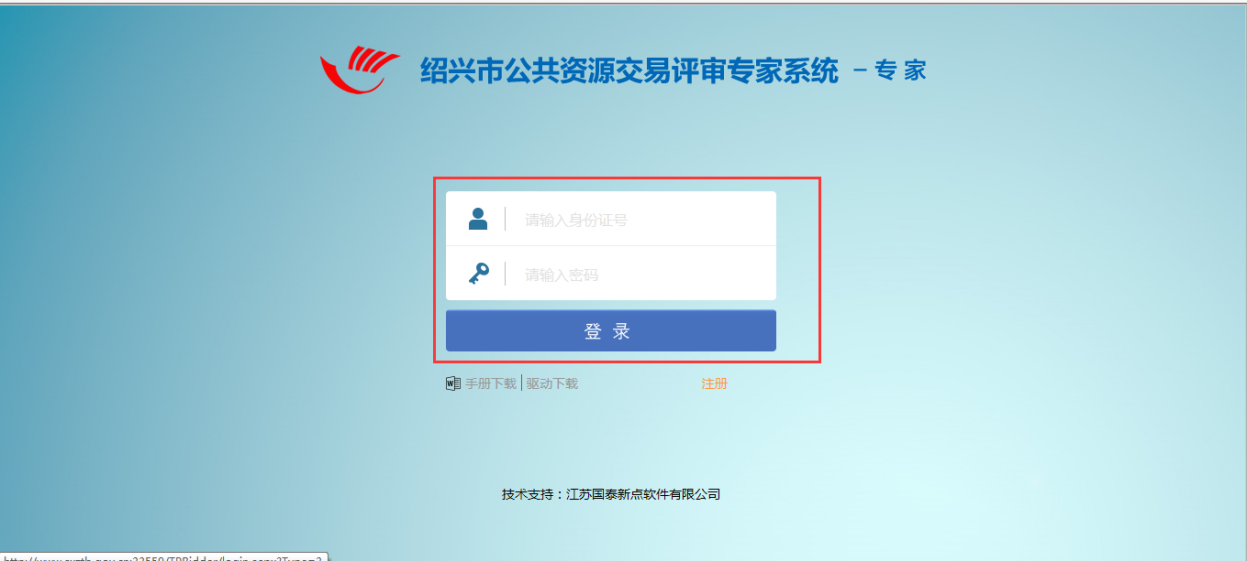 绍兴市公共资源交易评审专家系统 - 专家
请输入身份证号
请输入密码
登 录
手册下载 | 驱动下载 注册
技术支持：江苏国泰新点软件有限公司